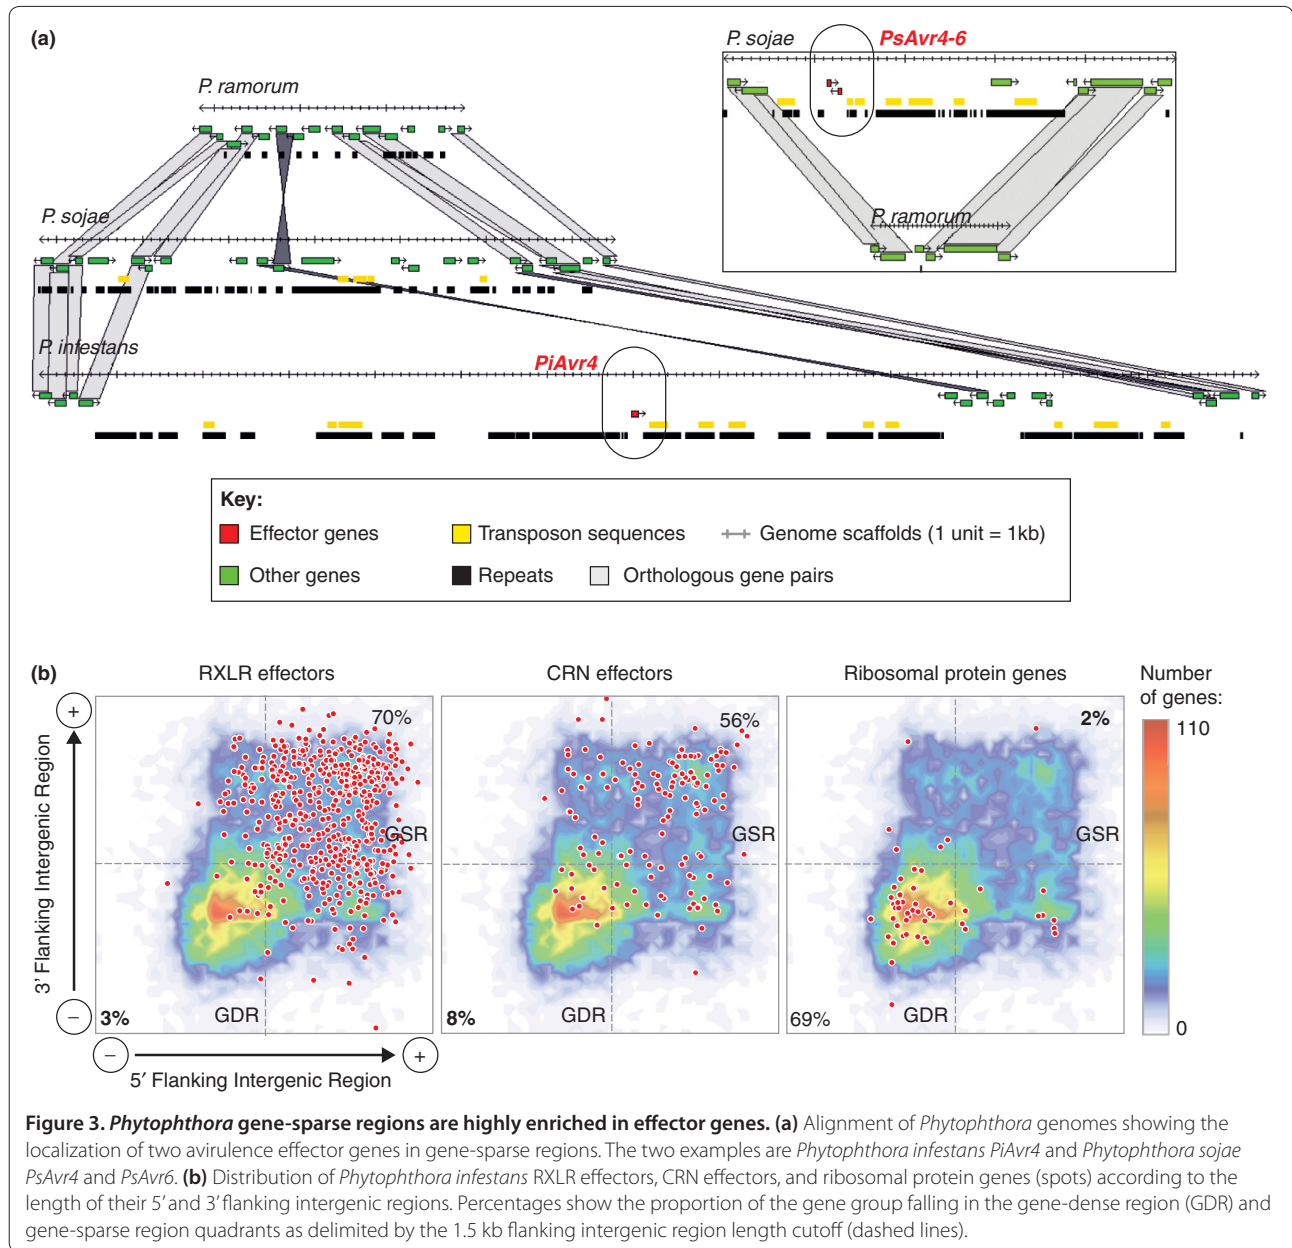 (a)
P. sojae
PsAvr4-6
P. ramorum
P. ramorum
P. sojae
P. infestans
PiAvr4
Key:
Effector genes
Transposon sequences
Genome scaffolds (1 unit = 1kb)
Other genes
Repeats
Orthologous gene pairs
(b)
RXLR effectors
CRN effectors
Ribosomal protein genes
Number
of genes:
110
0
3' Flanking Intergenic Region
+
−
70%
GSR
3%
GDR
56%
GSR
8%
GDR
2%
GSR
69%
GDR
−
+
5′ Flanking Intergenic Region
Figure 3. Phytophthora gene-sparse regions are highly enriched in effector genes. (a) Alignment of Phytophthora genomes showing the
localization of two avirulence effector genes in gene-sparse regions. The two examples are Phytophthora infestans PiAvr4 and Phytophthora sojae
PsAvr4 and PsAvr6. (b) Distribution of Phytophthora infestans RXLR effectors, CRN effectors, and ribosomal protein genes (spots) according to the
length of their 5' and 3' flanking intergenic regions. Percentages show the proportion of the gene group falling in the gene-dense region (GDR) and
gene-sparse region quadrants as delimited by the 1.5 kb flanking intergenic region length cutoff (dashed lines).